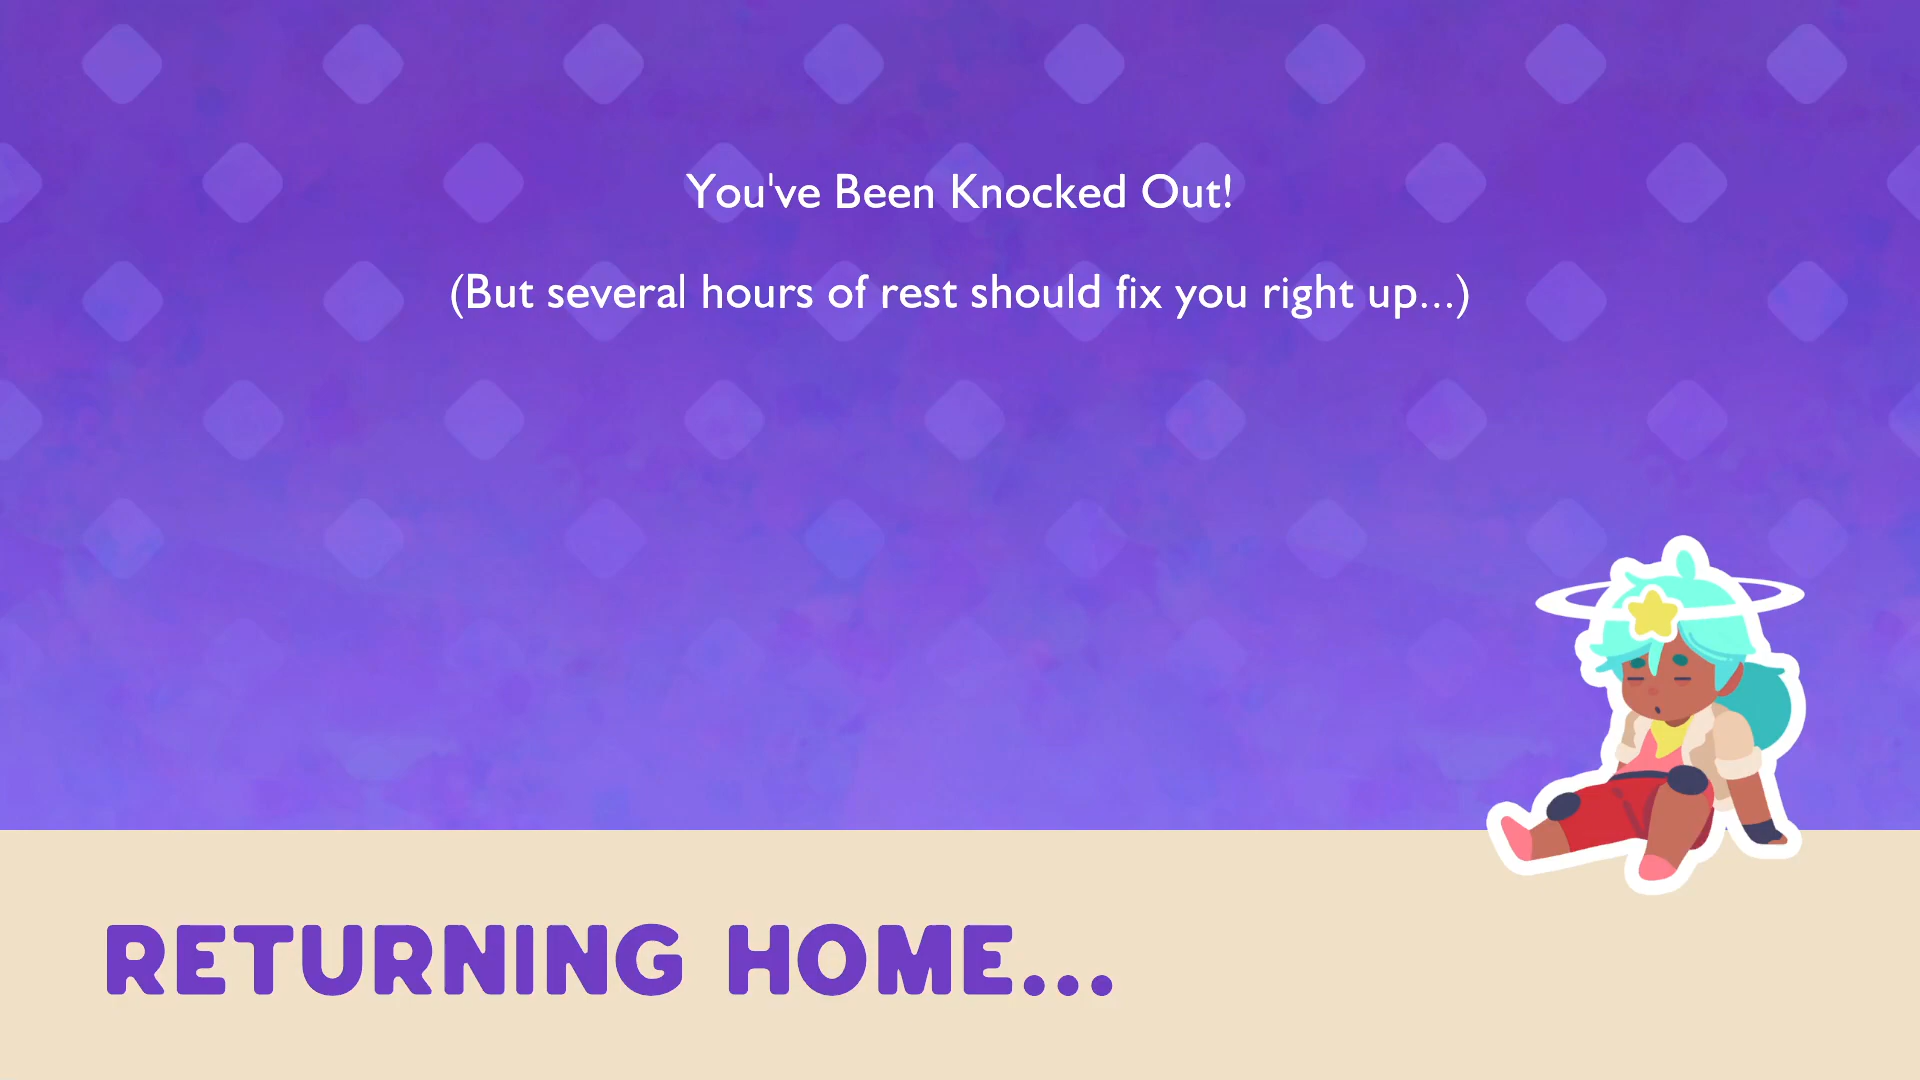 You've Been Knocked Out!
(But several hours of rest should fix you right up...)
RETURNING HOME...